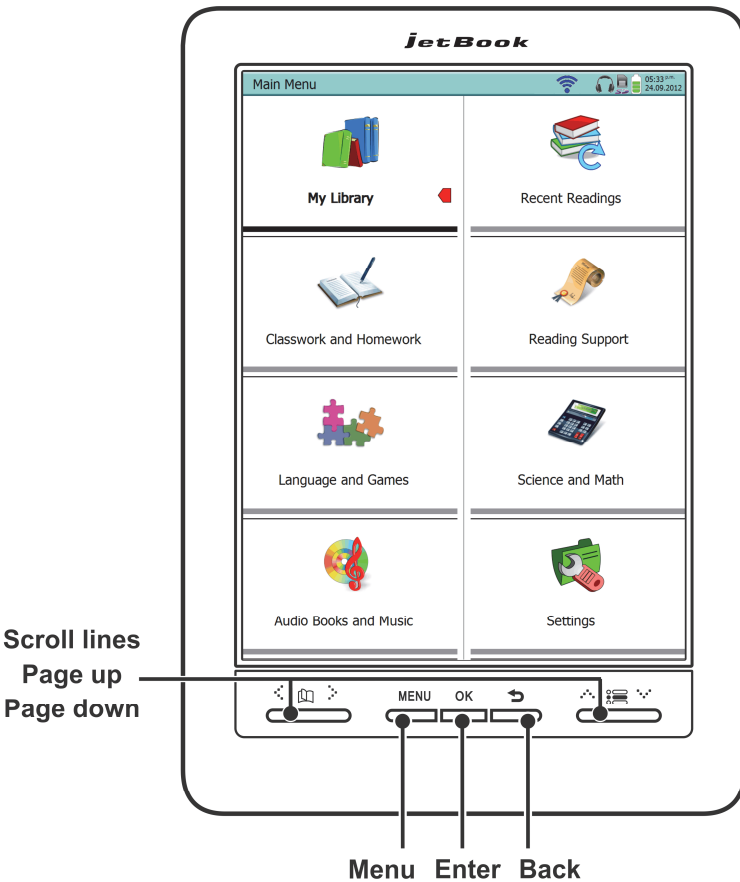 jetBook
Main Menu
05:33 p.m.
24.09.2012
My Library
Recent Readings
Classwork and Homework
Reading Support
Language and Games
Science and Math
Audio Books and Music
Settings
Scroll lines
Page up
Page down
MENU OK
Menu Enter Back